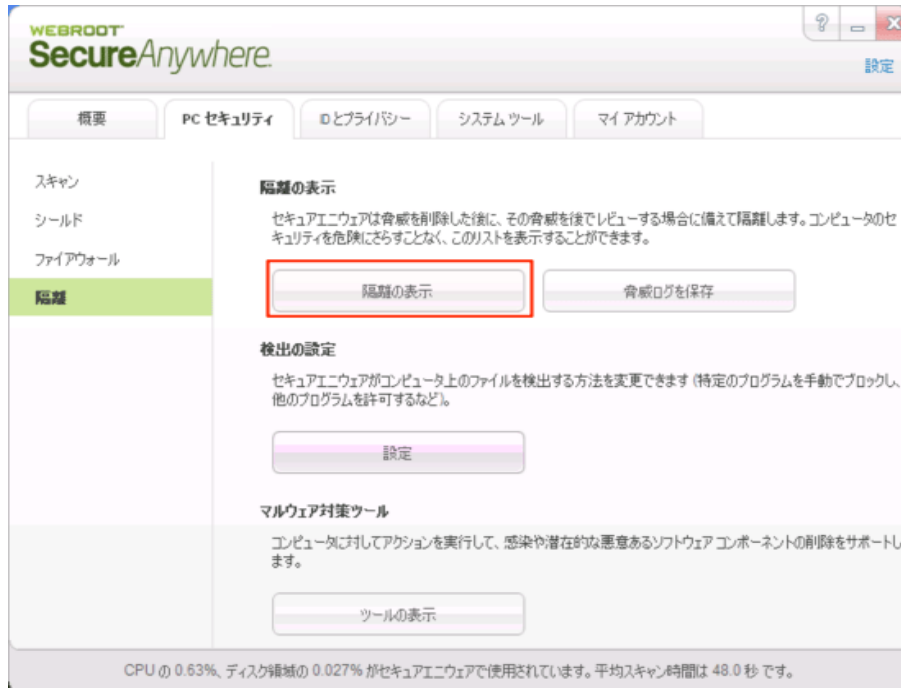 WEBROOT
SecureAnywhere
設定
概要
PC セキュリティ
IDとプライバシー
システム ツール
マイ アカウント
スキャン
シールド
ファイアウォール
隔離
隔離の表示
セキュアエニウェアは脅威を削除した後に、その脅威を後でレビューする場合に備えて隔離します。コンピュータのセ
キュリティを危険にさらすことなく、このリストを表示することができます。
隔離の表示
脅威ログを保存
検出の設定
セキュアエニウェアがコンピュータ上のファイルを検出する方法を変更できます (特定のプログラムを手動でブロックし、
他のプログラムを許可するなど)。
設定
マルウェア対策ツール
コンピュータに対してアクションを実行して、感染や潜在的な悪意あるソフトウェア コンポーネントの削除をサポートし
ます。
ツールの表示
CPU の 0.63%、ディスク領域の 0.027% がセキュアエニウェアで使用されています。平均スキャン時間は 48.0 秒 です。